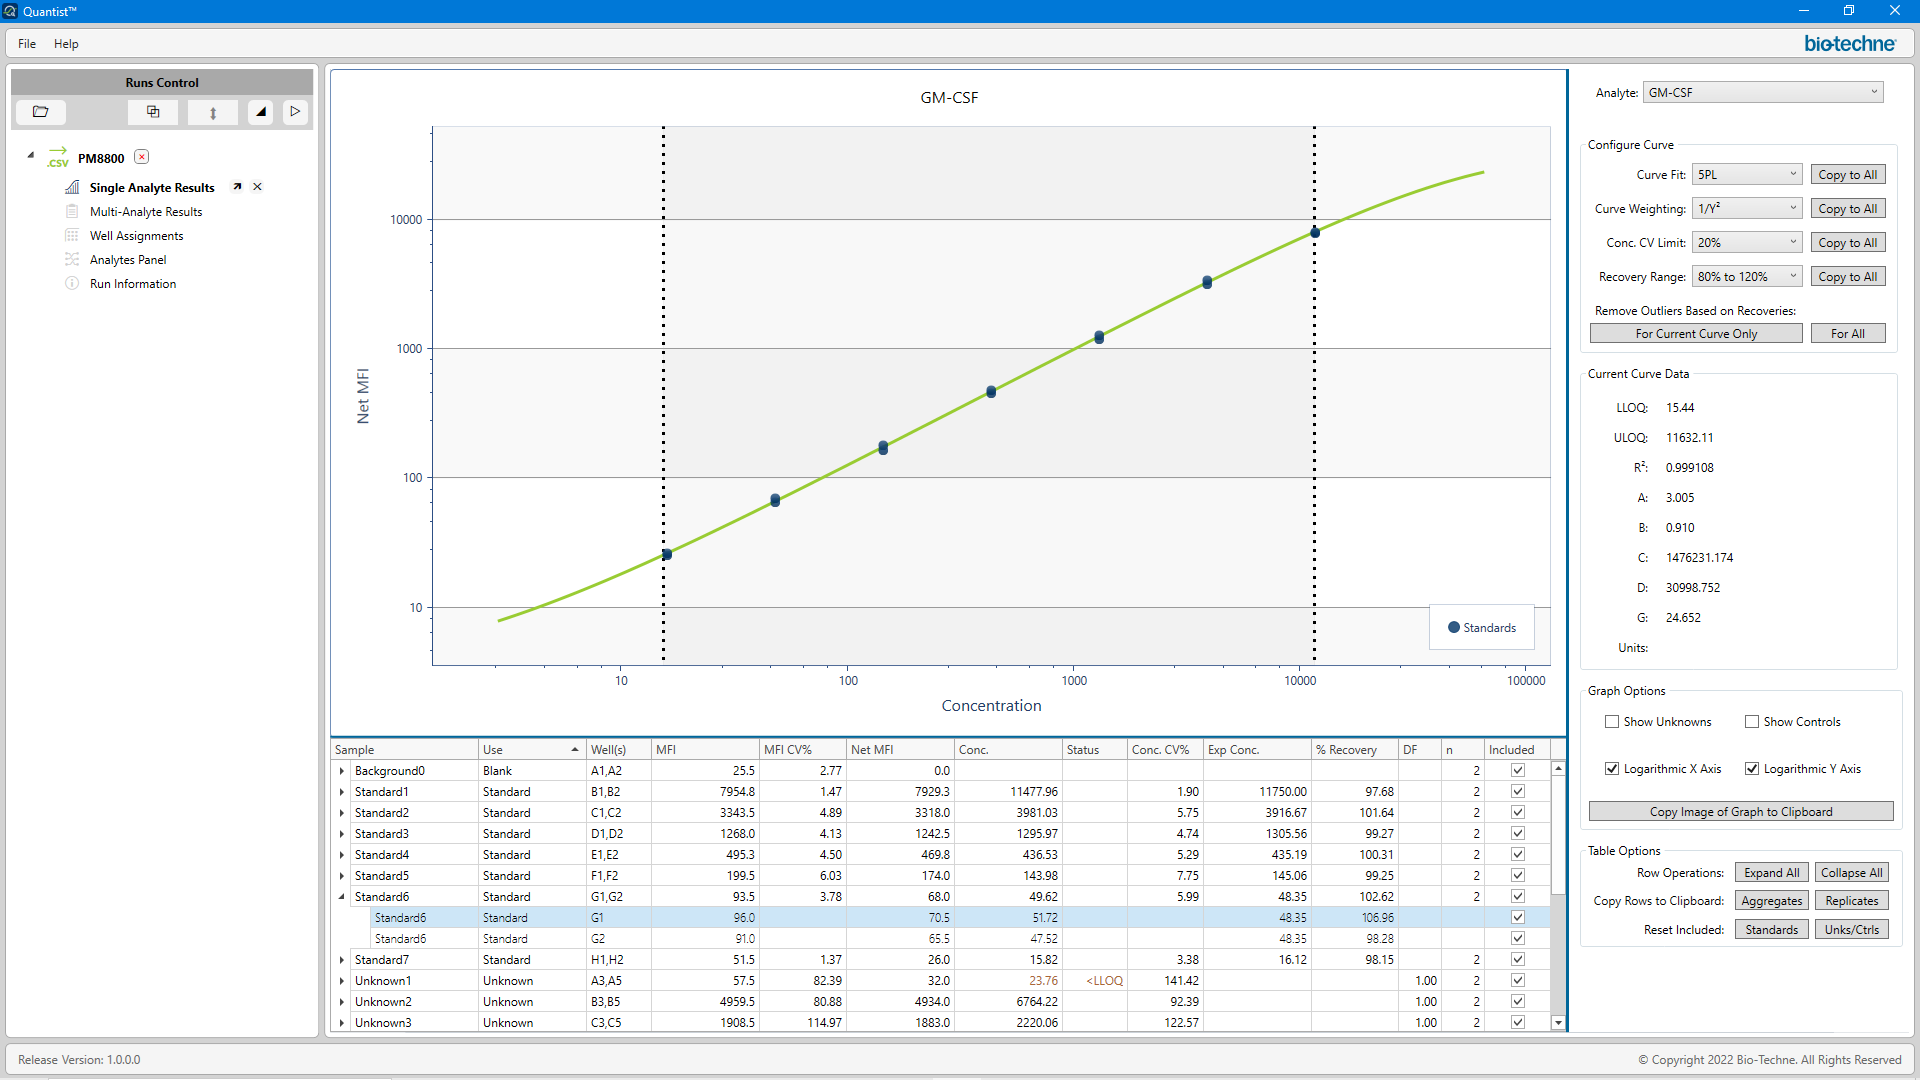 Quantist™
File Help
bio-techne®
Runs Control
.CSV PM8800
Single Analyte Results
Multi-Analyte Results
Well Assignments
Analytes Panel
Run Information
GM-CSF
10000
1000
100
10
Net MFI
10 100 1000 10000 100000
Concentration
Standards
Sample Use Well(s) MFI MFI CV% Net MFI Conc. Status Conc. CV% Exp Conc. % Recovery DF n Included
Background0 Blank A1,A2 25.5 2.77 0.0 2
Standard1 Standard B1,B2 7954.8 1.47 7929.3 11477.96 1.90 11750.00 97.68 2
Standard2 Standard C1,C2 3343.5 4.89 3318.0 3981.03 5.75 3916.67 101.64 2
Standard3 Standard D1,D2 1268.0 4.13 1242.5 1295.97 4.74 1305.56 99.27 2
Standard4 Standard E1,E2 495.3 4.50 469.8 436.53 5.29 435.19 100.31 2
Standard5 Standard F1,F2 199.5 6.03 174.0 143.98 7.75 145.06 99.25 2
Standard6 Standard G1,G2 93.5 3.78 68.0 49.62 5.99 48.35 102.62 2
Standard6 Standard G1 96.0 70.5 51.72 48.35 106.96
Standard6 Standard G2 91.0 65.5 47.52 48.35 98.28
Standard7 Standard H1,H2 51.5 1.37 26.0 15.82 3.38 16.12 98.15 2
Unknown1 Unknown A3,A5 57.5 82.39 32.0 23.76 <LLOQ 141.42 1.00 2
Unknown2 Unknown B3,B5 4959.5 80.88 4934.0 6764.22 92.39 1.00 2
Unknown3 Unknown C3,C5 1908.5 114.97 1883.0 2220.06 122.57 1.00 2
Analyte: GM-CSF
Configure Curve
Curve Fit: 5PL Copy to All
Curve Weighting: 1/Y² Copy to All
Conc. CV Limit: 20% Copy to All
Recovery Range: 80% to 120% Copy to All
Remove Outliers Based on Recoveries:
For Current Curve Only For All
Current Curve Data
LLOQ: 15.44
ULOQ: 11632.11
R²: 0.999108
A: 3.005
B: 0.910
C: 1476231.174
D: 30998.752
G: 24.652
Units:
Graph Options
Show Unknowns Show Controls
Logarithmic X Axis Logarithmic Y Axis
Copy Image of Graph to Clipboard
Table Options
Row Operations: Expand All Collapse All
Copy Rows to Clipboard: Aggregates Replicates
Reset Included: Standards Unks/Ctrls
Release Version: 1.0.0.0
© Copyright 2022 Bio-Techne. All Rights Reserved